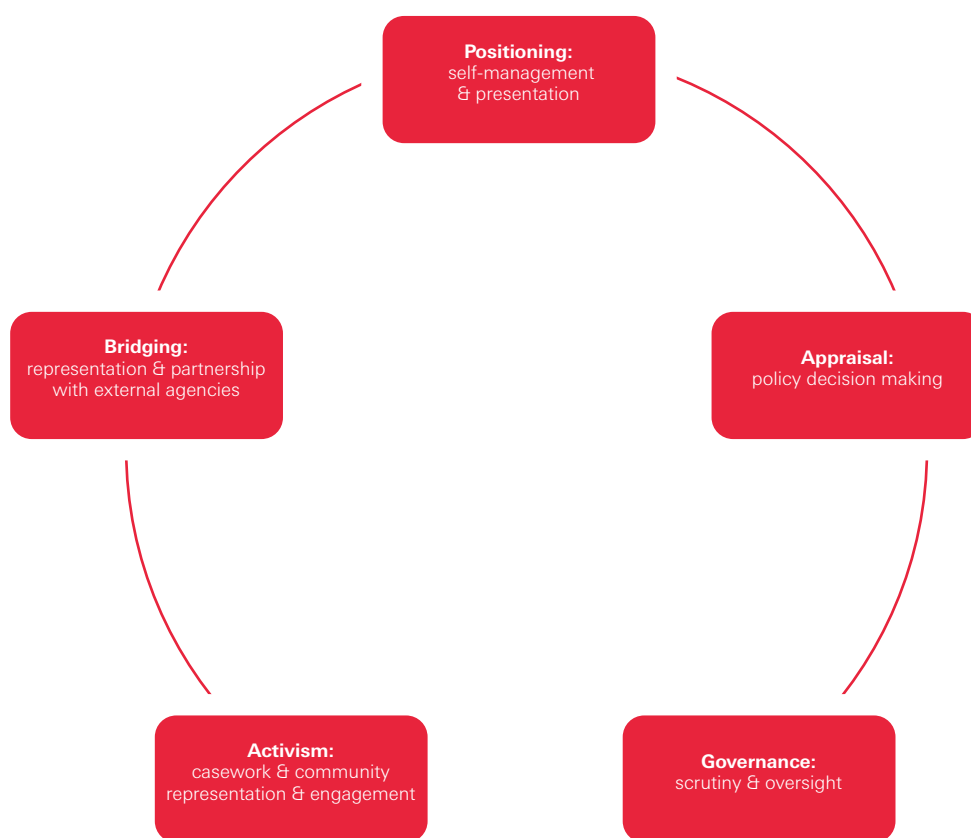 Positioning:
self-management
& presentation
Bridging:
representation & partnership
with external agencies
Appraisal:
policy decision making
Activism:
casework & community
representation & engagement
Governance:
scrutiny & oversight